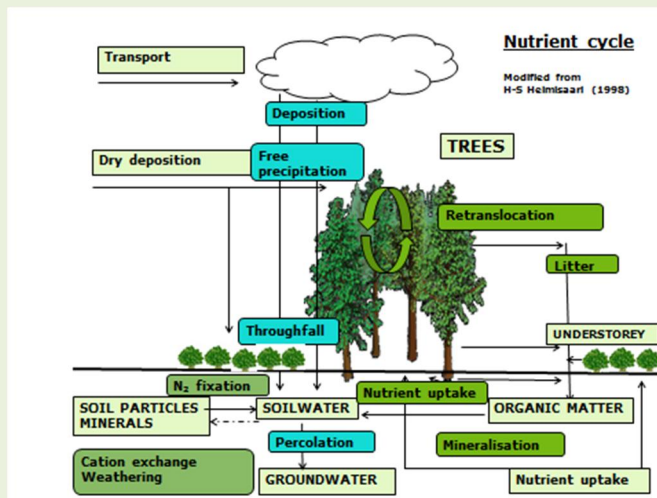 Nutrient cycle
Modified from
H-S Helmisaari (1998)
Transport
Deposition
Dry deposition
Free
precipitation
TREES
Retranslocation
Litter
Throughfall
UNDERSTOREY
N₂ fixation
Nutrient uptake
SOIL PARTICLES
MINERALS
SOILWATER
ORGANIC MATTER
Percolation
Mineralisation
Cation exchange
Weathering
GROUNDWATER
Nutrient uptake